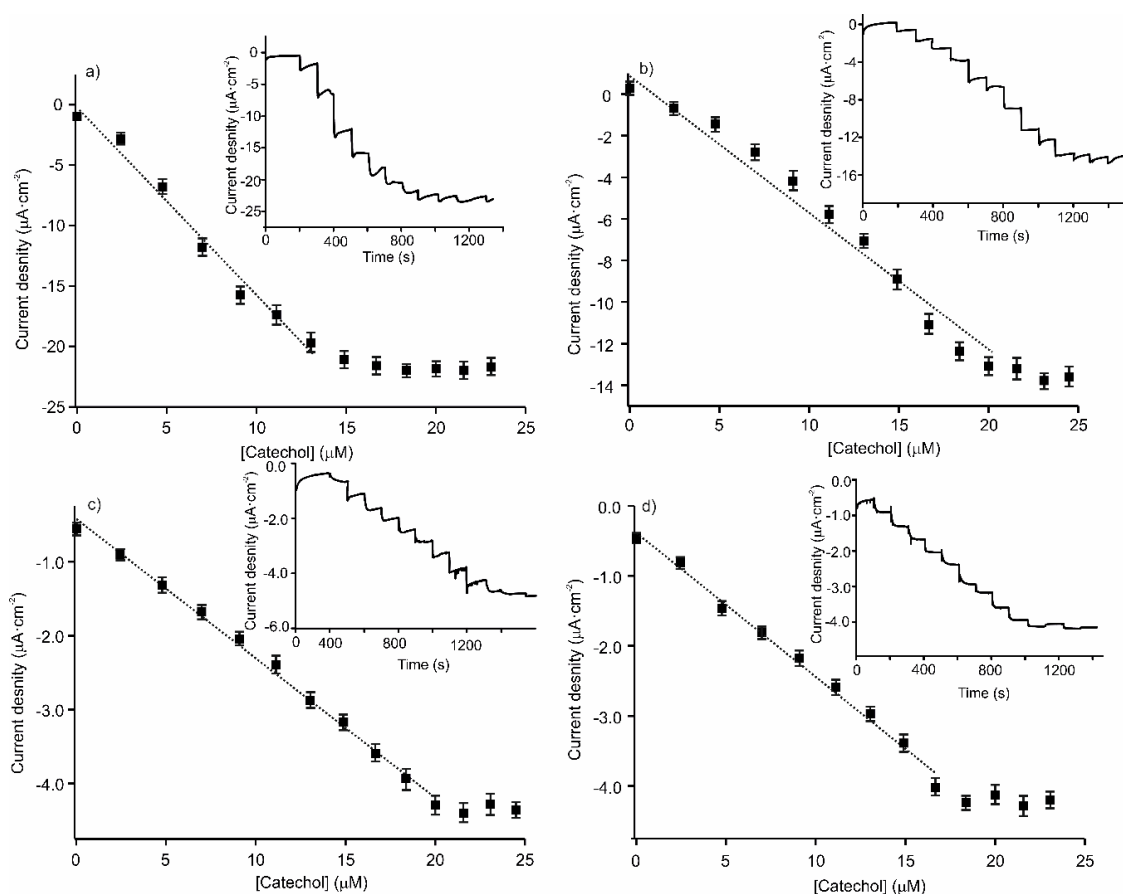 a)
Current desnity (μA·cm⁻²)
0
-5
-10
-15
-20
-25
0 5 10 15 20 25
[Catechol] (μM)
Current desnity (μA·cm⁻²)
0
-5
-10
-15
-20
-25
0 400 800 1200
Time (s)
b)
Current desnity (μA·cm⁻²)
0
-2
-4
-6
-8
-10
-12
-14
0 5 10 15 20 25
[Catechol] (μM)
Current desnity (μA·cm⁻²)
0
-4
-8
-12
-16
0 400 800 1200
Time (s)
c)
Current desnity (μA·cm⁻²)
-1.0
-2.0
-3.0
-4.0
0 5 10 15 20 25
[Catechol] (μM)
Current desnity (μA·cm⁻²)
0.0
-2.0
-4.0
-6.0
0 400 800 1200
Time (s)
d)
Current desnity (μA·cm⁻²)
0.0
-1.0
-2.0
-3.0
-4.0
0 5 10 15 20 25
[Catechol] (μM)
Current desnity (μA·cm⁻²)
0.0
-1.0
-2.0
-3.0
-4.0
0 400 800 1200
Time (s)